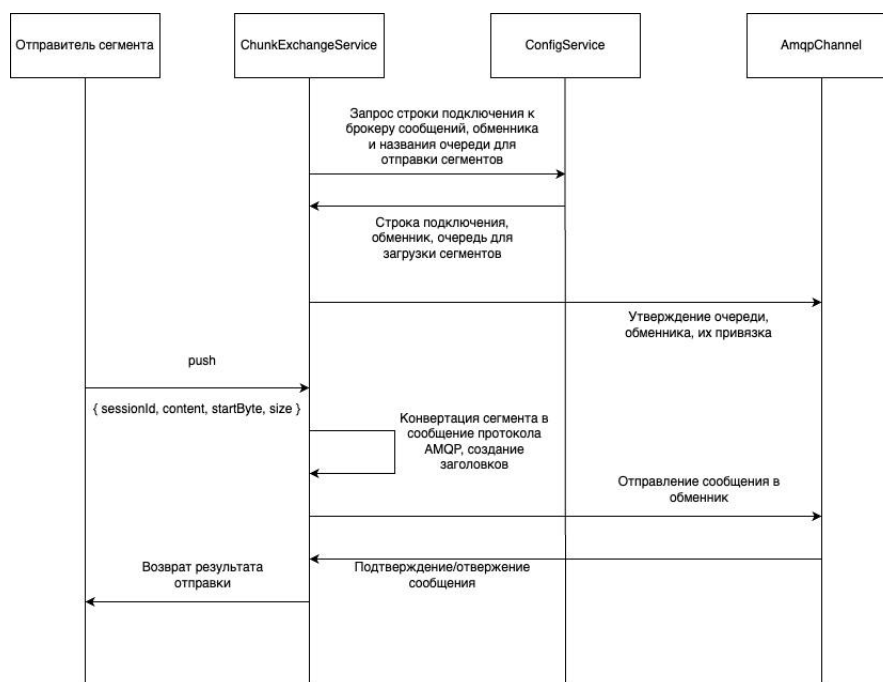 Отправитель сегмента
ChunkExchangeService
ConfigService
AmqpChannel
Запрос строки подключения к
брокеру сообщений, обменника
и названия очереди для
отправки сегментов
Строка подключения,
обменник, очередь для
загрузки сегментов
Утверждение очереди,
обменника, их привязка
push
{ sessionId, content, startByte, size }
Конвертация сегмента в
сообщение протокола
AMQP, создание
заголовков
Отправление сообщения в
обменник
Подтверждение/отвержение
сообщения
Возврат результата
отправки